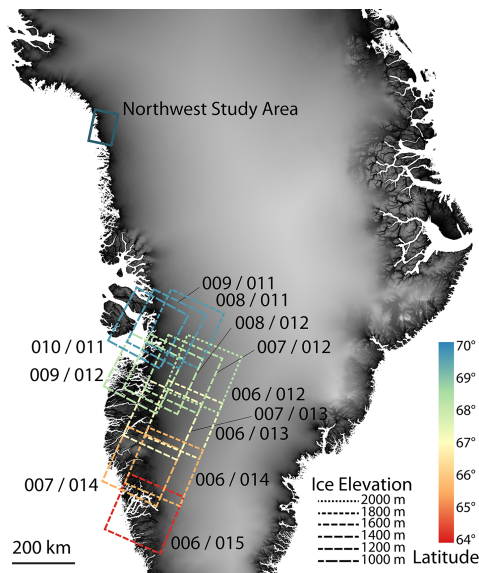 Northwest Study Area
009 / 011
008 / 011
008 / 012
010 / 011
007 / 012
009 / 012
006 / 012
007 / 013
006 / 013
007 / 014
006 / 014
006 / 015
200 km
Ice Elevation
2000 m
1800 m
1600 m
1400 m
1200 m
1000 m
70°
69°
68°
67°
66°
65°
64°
Latitude